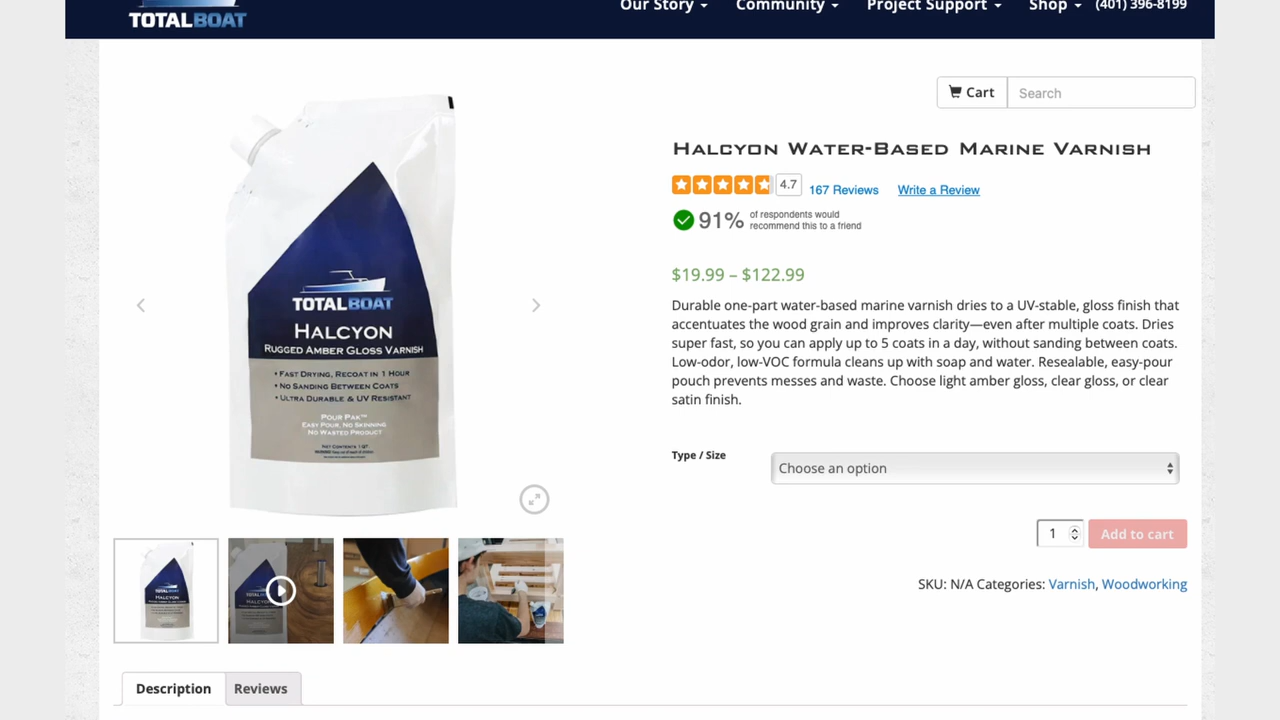 Our Story Community Project Support Shop (401) 396-8199
TOTALBOAT
Cart Search
HALCYON WATER-BASED MARINE VARNISH
4.7 167 Reviews Write a Review
91% of respondents would
recommend this to a friend
$19.99 – $122.99
Durable one-part water-based marine varnish dries to a UV-stable, gloss finish that
accentuates the wood grain and improves clarity—even after multiple coats. Dries
super fast, so you can apply up to 5 coats in a day, without sanding between coats.
Low-odor, low-VOC formula cleans up with soap and water. Resealable, easy-pour
pouch prevents messes and waste. Choose light amber gloss, clear gloss, or clear
satin finish.
Type / Size Choose an option
1 Add to cart
SKU: N/A Categories: Varnish, Woodworking
TOTALBOAT
HALCYON
RUGGED AMBER GLOSS VARNISH
• FAST DRYING, RECOAT IN 1 HOUR
• NO SANDING BETWEEN COATS
• ULTRA DURABLE & UV RESISTANT
POUR PAK™
EASY POUR, NO SKINNING
NO WASTED PRODUCT
NET CONTENTS 1 QT.
HALCYON
HALCYON
Description Reviews